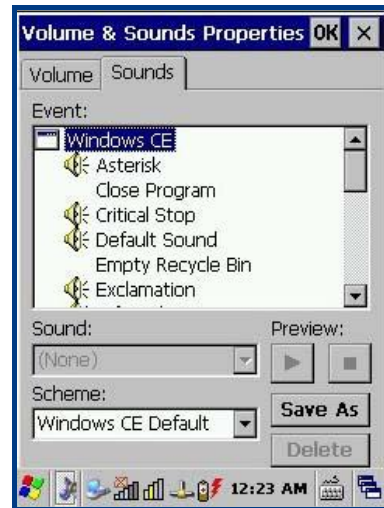 Volume & Sounds Properties OK ×
Volume Sounds
Event:
Windows CE
Asterisk
Close Program
Critical Stop
Default Sound
Empty Recycle Bin
Exclamation
Sound:
Preview:
(None)
Scheme:
Windows CE Default
Save As
Delete
12:23 AM